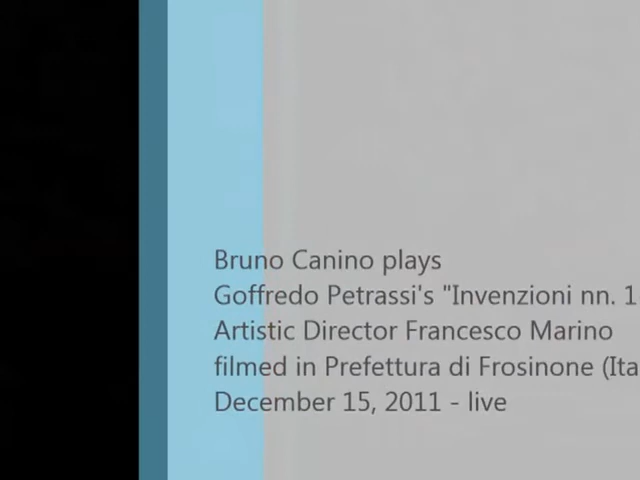 Bruno Canino plays
Goffredo Petrassi's "Invenzioni nn. 1
Artistic Director Francesco Marino
filmed in Prefettura di Frosinone (Ita
December 15, 2011 - live